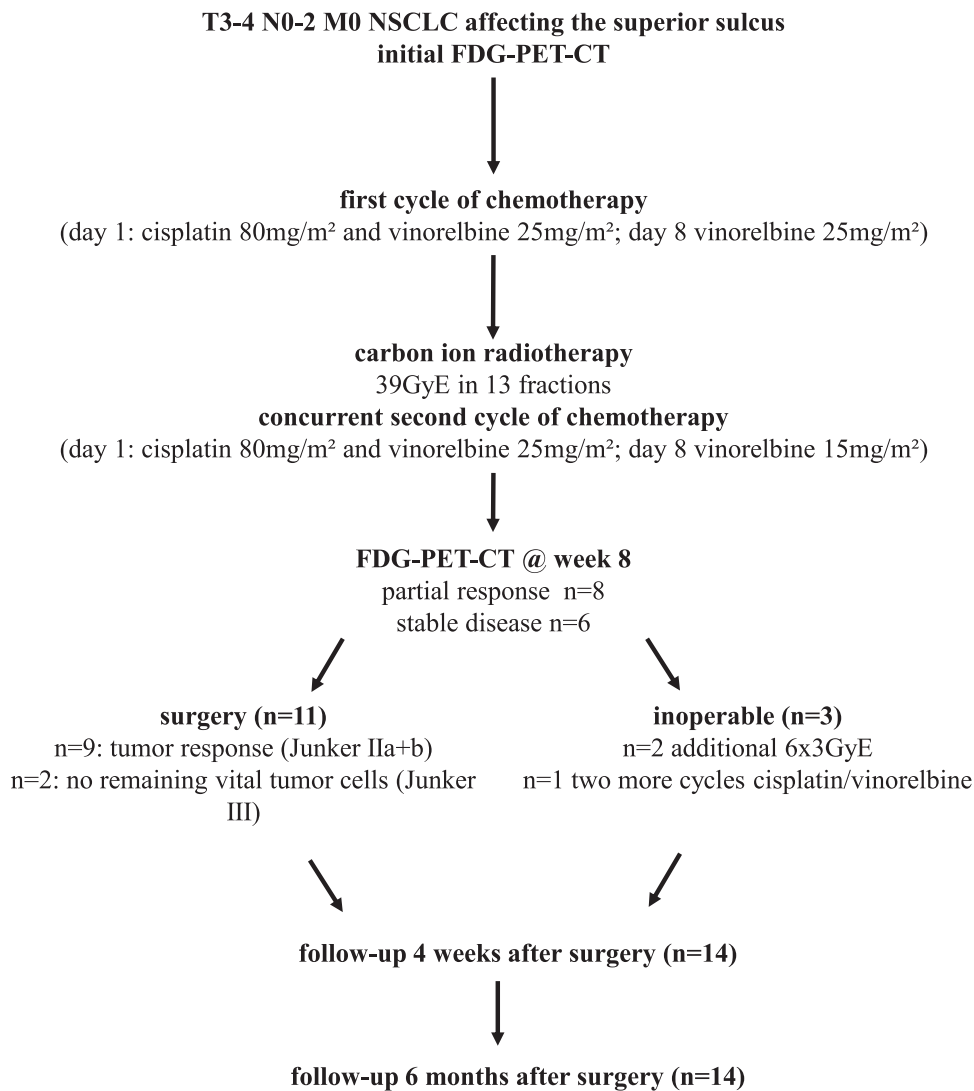 T3-4 N0-2 M0 NSCLC affecting the superior sulcus
initial FDG-PET-CT
first cycle of chemotherapy
(day 1: cisplatin 80mg/m² and vinorelbine 25mg/m²; day 8 vinorelbine 25mg/m²)
carbon ion radiotherapy
39GyE in 13 fractions
concurrent second cycle of chemotherapy
(day 1: cisplatin 80mg/m² and vinorelbine 25mg/m²; day 8 vinorelbine 15mg/m²)
FDG-PET-CT @ week 8
partial response n=8
stable disease n=6
surgery (n=11)
n=9: tumor response (Junker IIa+b)
n=2: no remaining vital tumor cells (Junker
III)
inoperable (n=3)
n=2 additional 6x3GyE
n=1 two more cycles cisplatin/vinorelbine
follow-up 4 weeks after surgery (n=14)
follow-up 6 months after surgery (n=14)